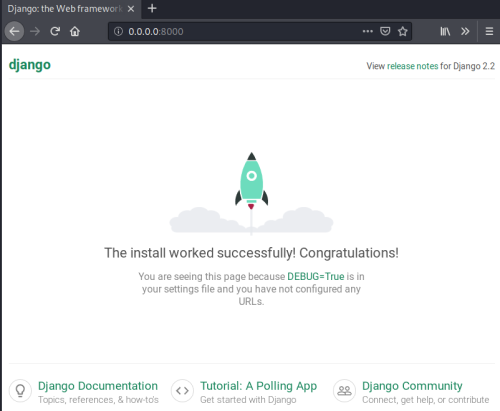 Django: the Web framework
0.0.0.0:8000
django
View release notes for Django 2.2
The install worked successfully! Congratulations!
You are seeing this page because DEBUG=True is in
your settings file and you have not configured any
URLs.
Django Documentation
Topics, references, & how-to's
Tutorial: A Polling App
Get started with Django
Django Community
Connect, get help, or contribute